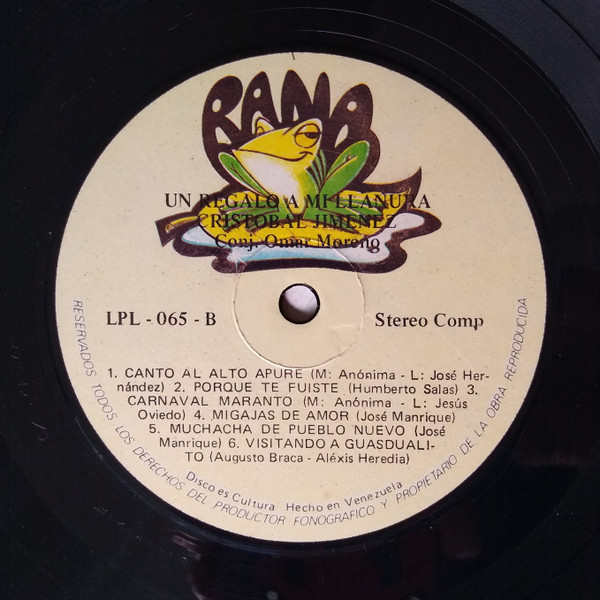 RANA
UN REGALO A MI LLANURA
CRISTOBAL JIMENEZ
Conj. Omar Moreno
LPL - 065 - B
Stereo Comp
1. CANTO AL ALTO APURE (M: Anónima - L: José Her-
nández) 2. PORQUE TE FUISTE (Humberto Salas) 3.
CARNAVAL MARANTO (M: Anónima - L: Jesús
Oviedo) 4. MIGAJAS DE AMOR (José Manrique)
5. MUCHACHA DE PUEBLO NUEVO (José
Manrique) 6. VISITANDO A GUASDUALI-
TO (Augusto Braca - Aléxis Heredia)
Disco es Cultura Hecho en Venezuela
RESERVADOS TODOS LOS DERECHOS DEL PRODUCTOR FONOGRAFICO Y PROPIETARIO DE LA OBRA REPRODUCIDA